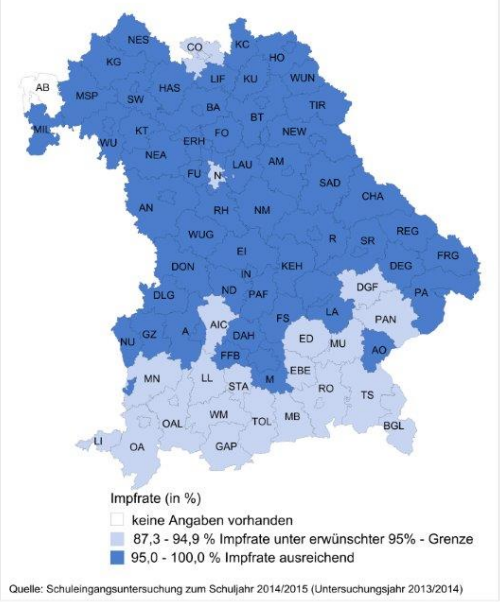 NES
CO
KC
KG
HO
AB
HAS
LIF
KU
WUN
MSP
SW
BA
BT
TIR
MIL
KT
FO
NEW
WU
ERH
NEA
LAU
AM
FU
N
SAD
CHA
AN
RH
NM
WUG
R
SR
REG
EI
FRG
DON
IN
KEH
DEG
DGF
DLG
ND
PAF
PA
AIC
FS
LA
PAN
NU
GZ
A
DAH
ED
MU
AO
FFB
EBE
MN
LL
STA
M
RO
TS
OAL
WM
TOL
MB
BGL
LI
OA
GAP
Impfrate (in %)
keine Angaben vorhanden
87,3 - 94,9 % Impfrate unter erwünschter 95% - Grenze
95,0 - 100,0 % Impfrate ausreichend
Quelle: Schuleingangsuntersuchung zum Schuljahr 2014/2015 (Untersuchungsjahr 2013/2014)